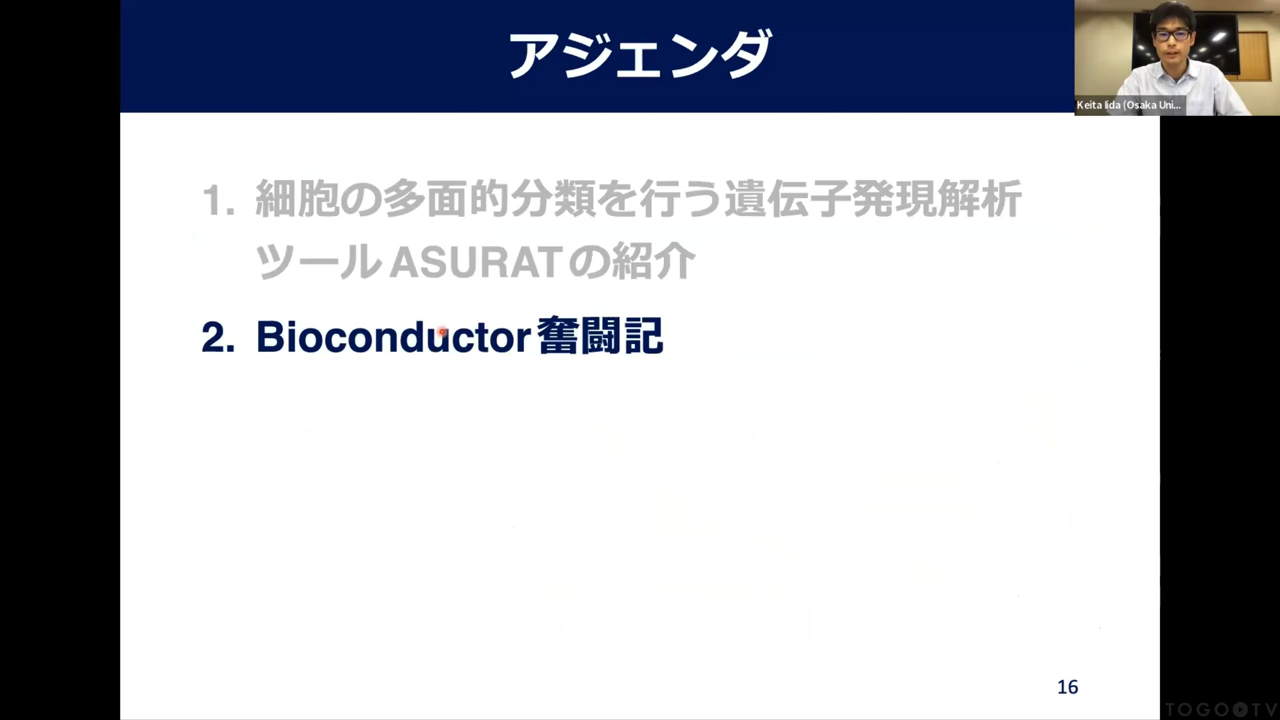 アジェンダ
Keita Iida (Osaka Uni...
1. 細胞の多面的分類を行う遺伝子発現解析
ツールASURATの紹介
2. Bioconductor奮闘記
16
TOGOTV